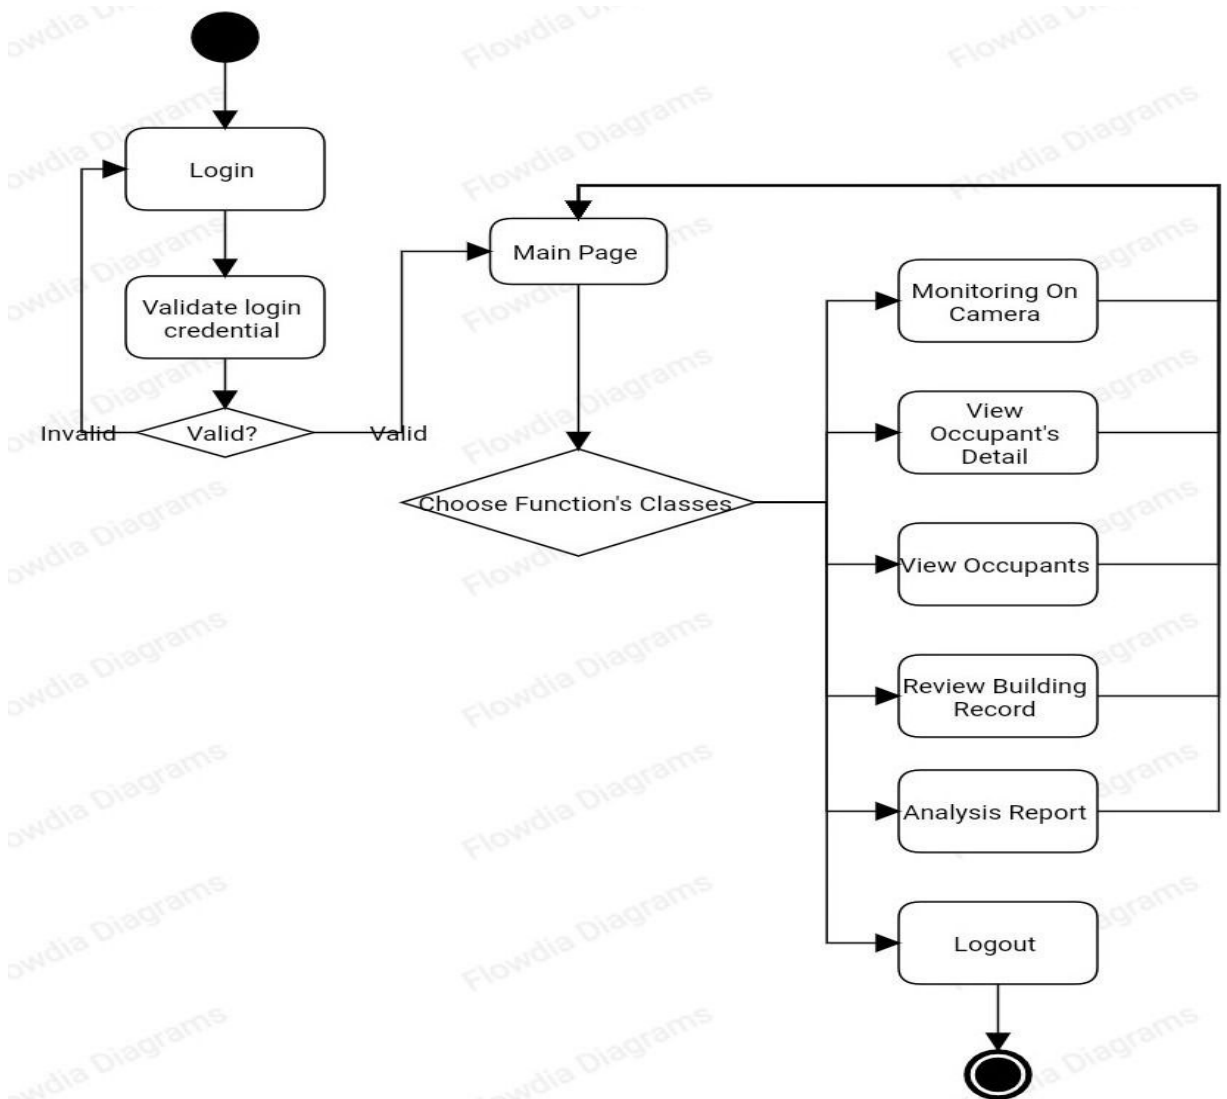 Login
Validate login
credential
Invalid
Valid?
Valid
Main Page
Choose Function's Classes
Monitoring On
Camera
View
Occupant's
Detail
View Occupants
Review Building
Record
Analysis Report
Logout
Flowdia Diagrams